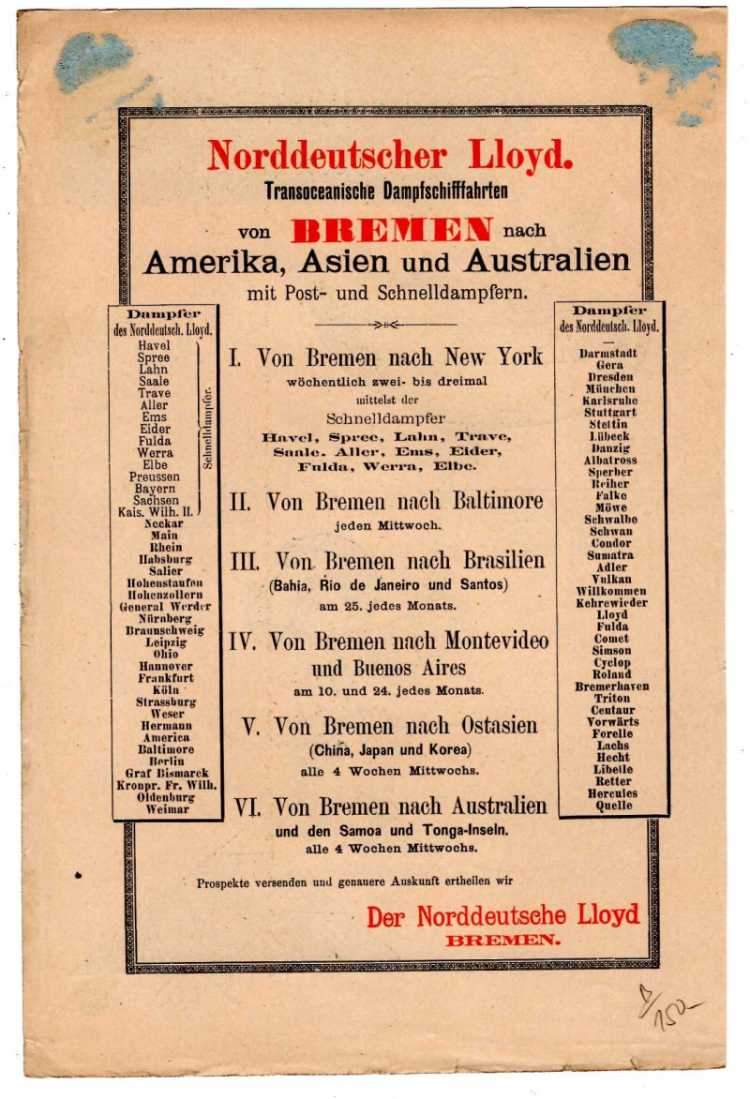 Norddeutscher Lloyd.
Transoceanische Dampfschifffahrten
von BREMEN nach
Amerika, Asien und Australien
mit Post- und Schnelldampfern.
Dampfer
des Norddeutsch. Lloyd.
Havel
Spree
Lahn
Saale
Trave
Aller
Ems
Eider
Fulda
Werra
Elbe
Preussen
Bayern
Sachsen
Kais. Wilh. II.
Schnelldampfer.
Neckar
Main
Rhein
Habsburg
Salier
Hohenstaufen
Hohenzollern
General Werder
Nürnberg
Braunschweig
Leipzig
Ohio
Hannover
Frankfurt
Köln
Strassburg
Weser
Hermann
America
Baltimore
Berlin
Graf Bismarck
Kronpr. Fr. Wilh.
Oldenburg
Weimar
I. Von Bremen nach New York
wöchentlich zwei- bis dreimal
mittelst der
Schnelldampfer
Havel, Spree, Lahn, Trave,
Saale. Aller, Ems, Eider,
Fulda, Werra, Elbe.
II. Von Bremen nach Baltimore
jeden Mittwoch.
III. Von Bremen nach Brasilien
(Bahia, Rio de Janeiro und Santos)
am 25. jedes Monats.
IV. Von Bremen nach Montevideo
und Buenos Aires
am 10. und 24. jedes Monats.
V. Von Bremen nach Ostasien
(China, Japan und Korea)
alle 4 Wochen Mittwochs.
VI. Von Bremen nach Australien
und den Samoa und Tonga-Inseln.
alle 4 Wochen Mittwochs.
Dampfer
des Norddeutsch. Lloyd.
Darmstadt
Gera
Dresden
München
Karlsruhe
Stuttgart
Stettin
Lübeck
Danzig
Albatross
Sperber
Reiher
Falke
Möwe
Schwalbe
Schwan
Condor
Sumatra
Adler
Vulkan
Willkommen
Kehrewieder
Lloyd
Fulda
Comet
Simson
Cyclop
Roland
Bremerhaven
Triton
Centaur
Vorwärts
Forelle
Lachs
Hecht
Libelle
Retter
Hercules
Quelle
Prospekte versenden und genauere Auskunft ertheilen wir
Der Norddeutsche Lloyd
BREMEN.
150-